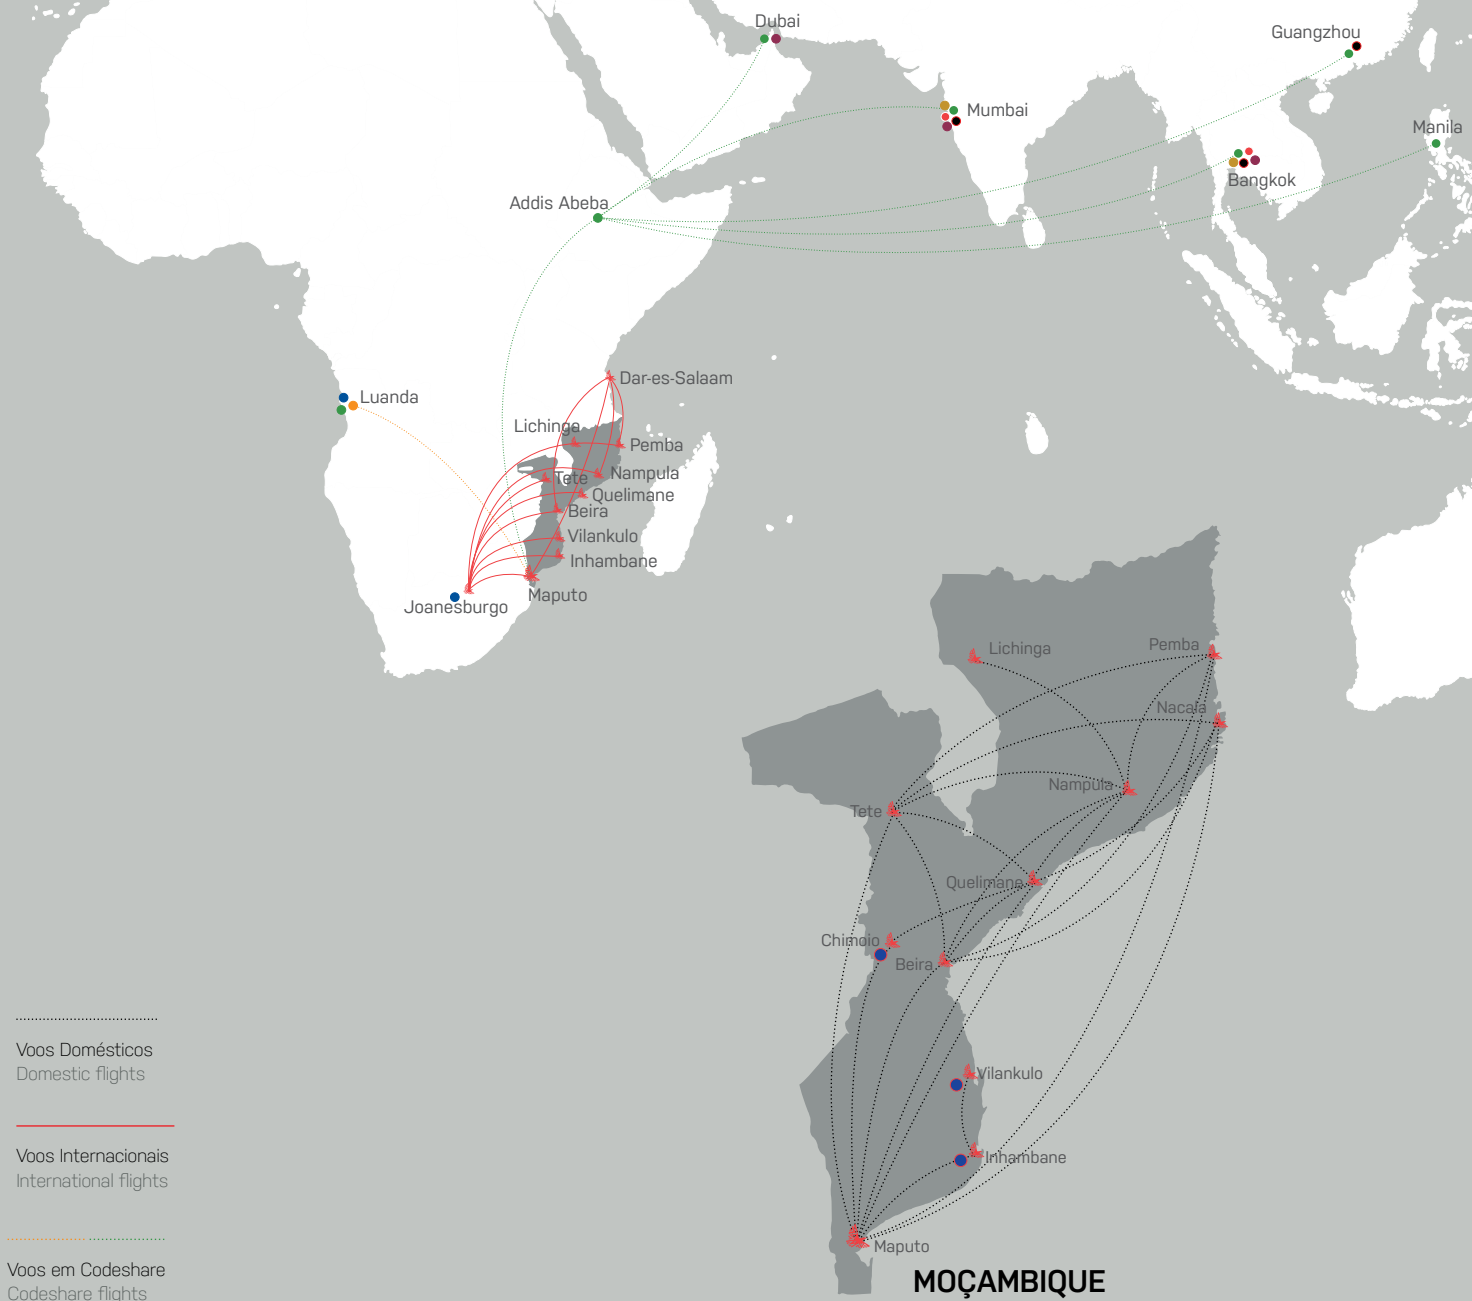 Dubai
Guangzhou
Mumbai
Manila
Bangkok
Addis Abeba
Dar-es-Salaam
Luanda
Lichinga
Pemba
Nampula
Tete
Quelimane
Beira
Vilankulo
Inhambane
Maputo
Joanesburgo
Lichinga
Pemba
Nacala
Nampula
Tete
Quelimane
Chimoio
Beira
Vilankulo
Inhambane
Maputo
MOÇAMBIQUE
Voos Domésticos
Domestic flights
Voos Internacionais
International flights
Voos em Codeshare
Codeshare flights